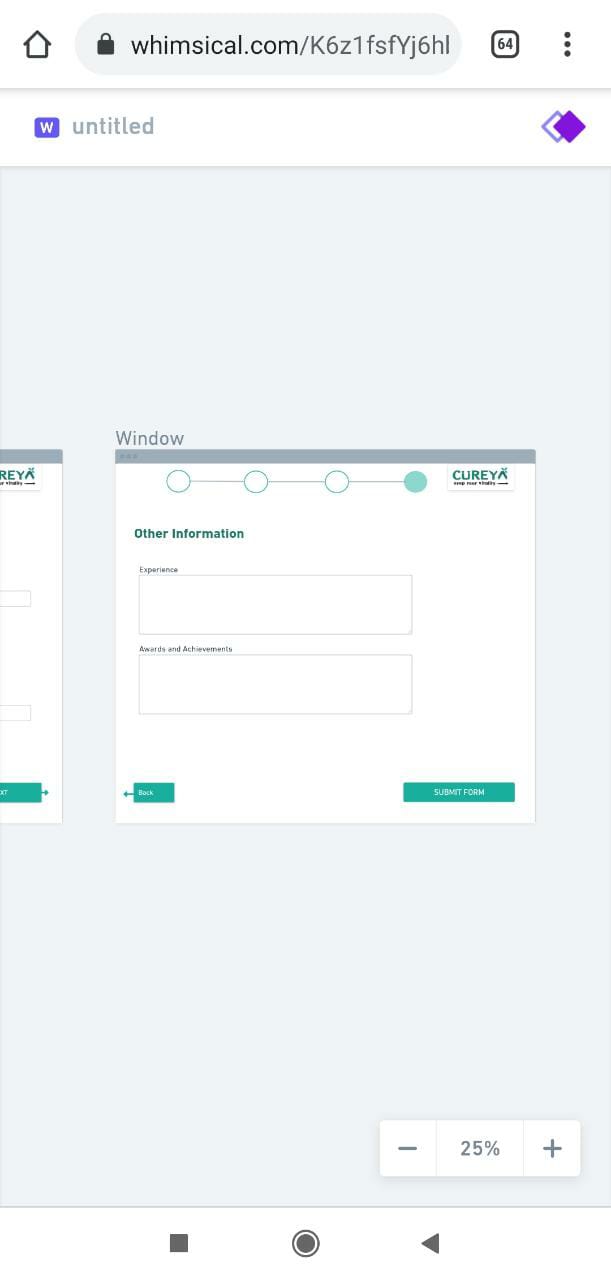 whimsical.com/K6z1fsfYj6hl
64
W untitled
Window
REYA
CUREYA
keep your vitality
Other Information
Experience
Awards and Achievements
XT
Back
SUBMIT FORM
25%